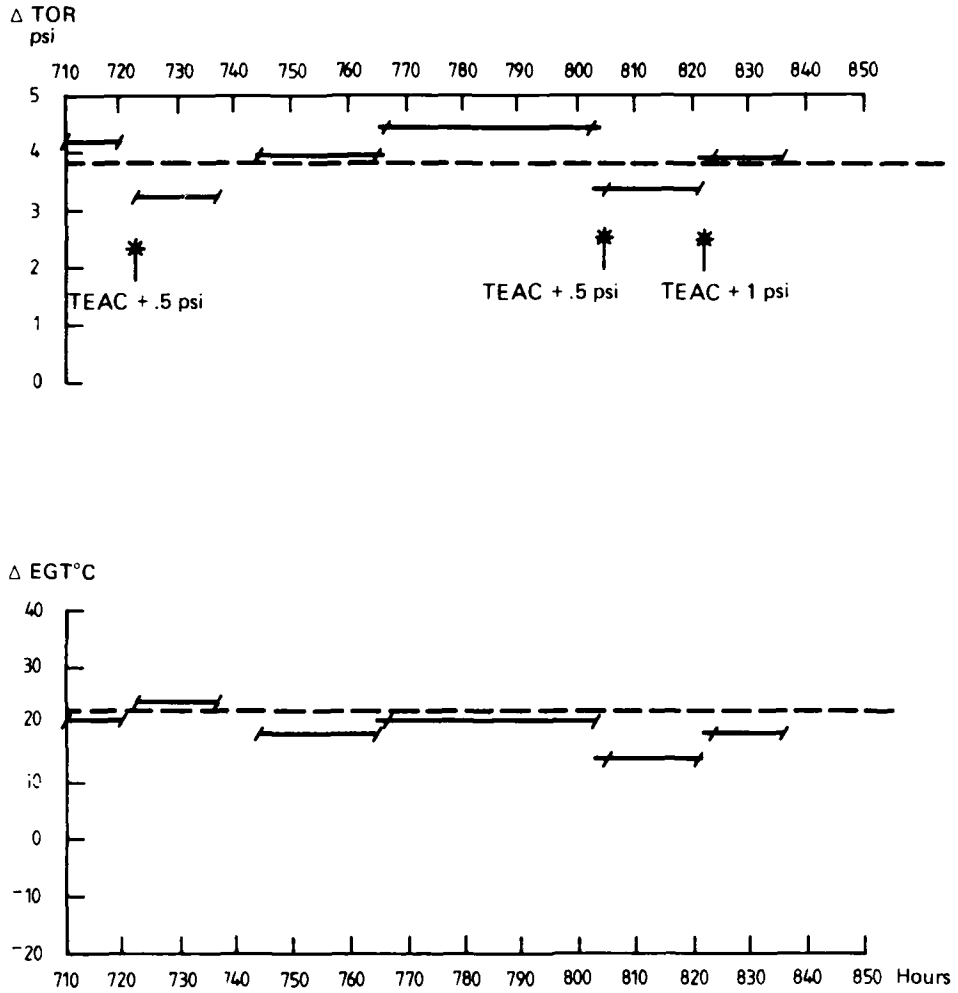 Δ TOR
psi
710 720 730 740 750 760 770 780 790 800 810 820 830 840 850
5
4
3
2
1
0
TEAC + .5 psi
TEAC + .5 psi
TEAC + 1 psi
Δ EGT°C
40
30
20
10
0
-10
-20
710 720 730 740 750 760 770 780 790 800 810 820 830 840 850 Hours